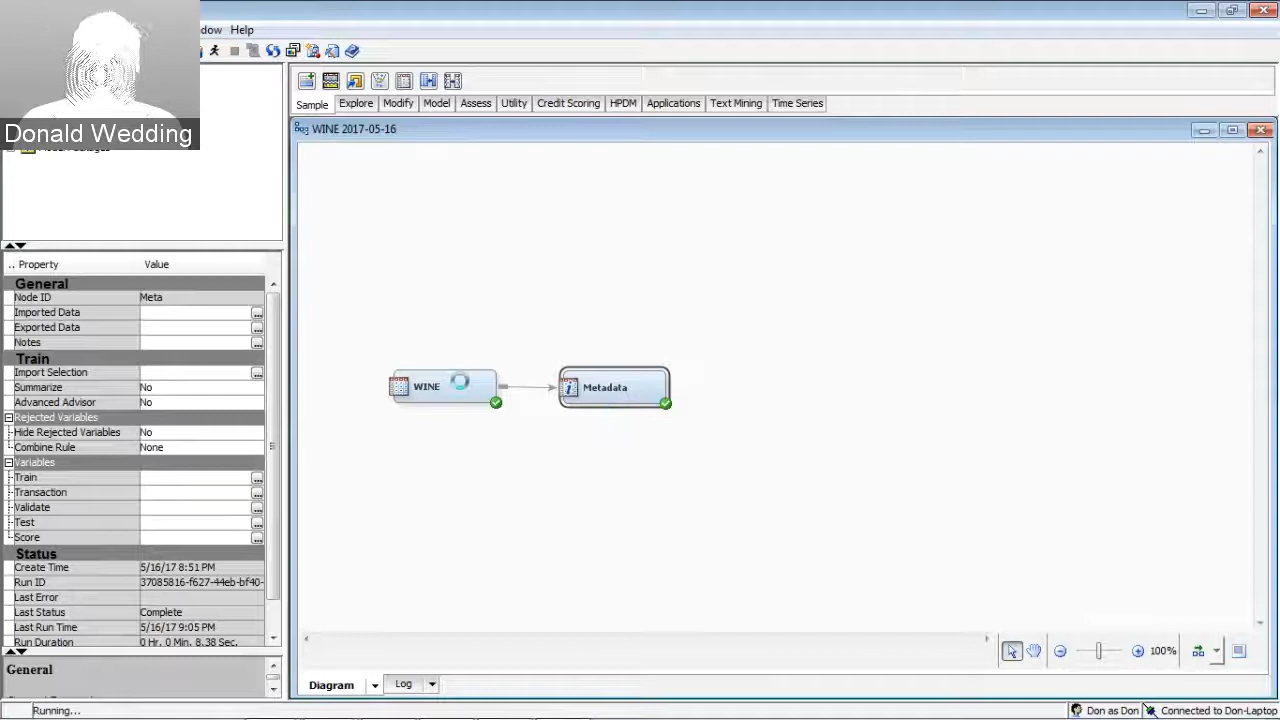 dow Help
Donald Wedding
Sample Explore Modify Model Assess Utility Credit Scoring HPDM Applications Text Mining Time Series
WINE 2017-05-16
.. Property Value
General
Node ID Meta
Imported Data ...
Exported Data ...
Notes ...
Train
Import Selection ...
Summarize No
Advanced Advisor No
Rejected Variables
Hide Rejected Variables No
Combine Rule None
Variables
Train ...
Transaction ...
Validate ...
Test ...
Score ...
Status
Create Time 5/16/17 8:51 PM
Run ID 37085816-f627-44eb-bf40-
Last Error
Last Status Complete
Last Run Time 5/16/17 9:05 PM
Run Duration 0 Hr. 0 Min. 8.38 Sec.
General
WINE
Metadata
100%
Diagram Log
Running...
Don as Don Connected to Don-Laptop